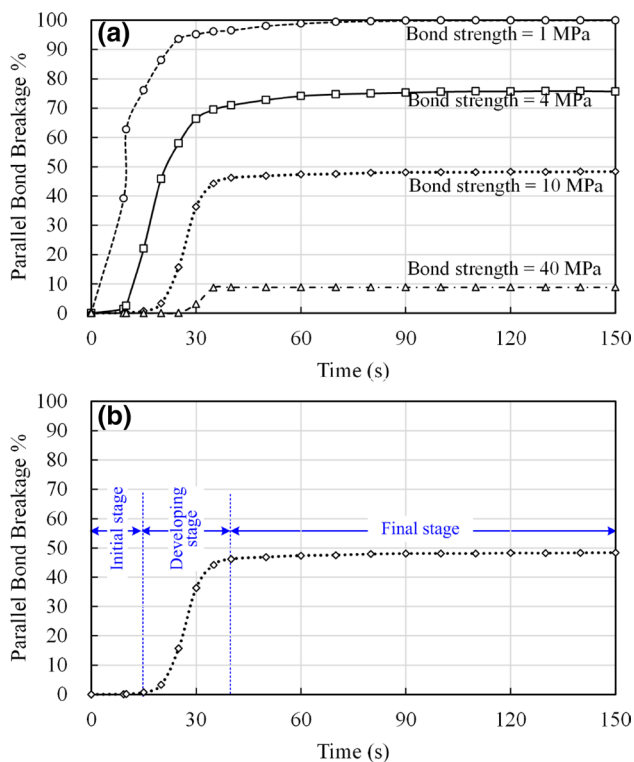 (a)
100
90
80
70
60
50
40
30
20
10
0
Parallel Bond Breakage %
Bond strength = 1 MPa
Bond strength = 4 MPa
Bond strength = 10 MPa
Bond strength = 40 MPa
0 30 60 90 120 150
Time (s)
(b)
100
90
80
70
60
50
40
30
20
10
0
Parallel Bond Breakage %
Initial stage
Developing
stage
Final stage
0 30 60 90 120 150
Time (s)